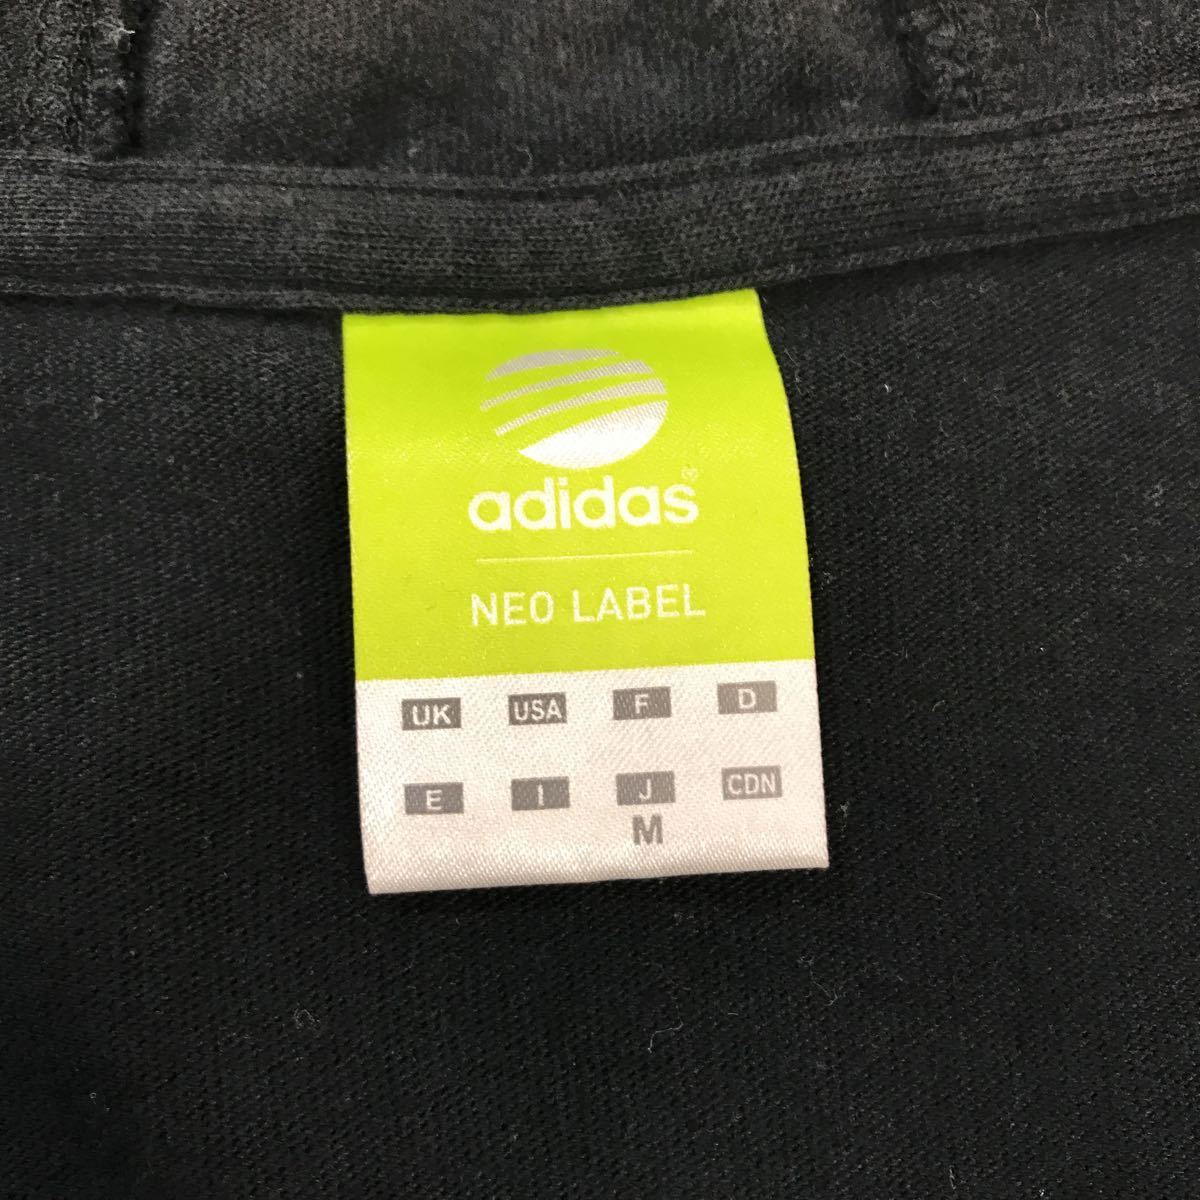 adidas®
NEO LABEL
UK USA F D
E I J CDN
M